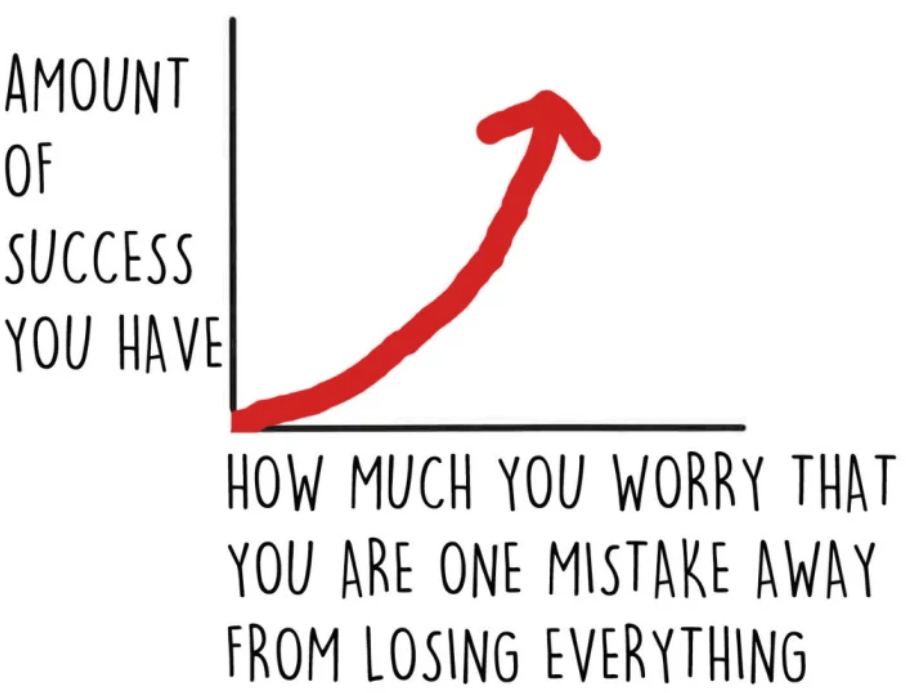 AMOUNT
OF
SUCCESS
YOU HAVE
HOW MUCH YOU WORRY THAT
YOU ARE ONE MISTAKE AWAY
FROM LOSING EVERYTHING